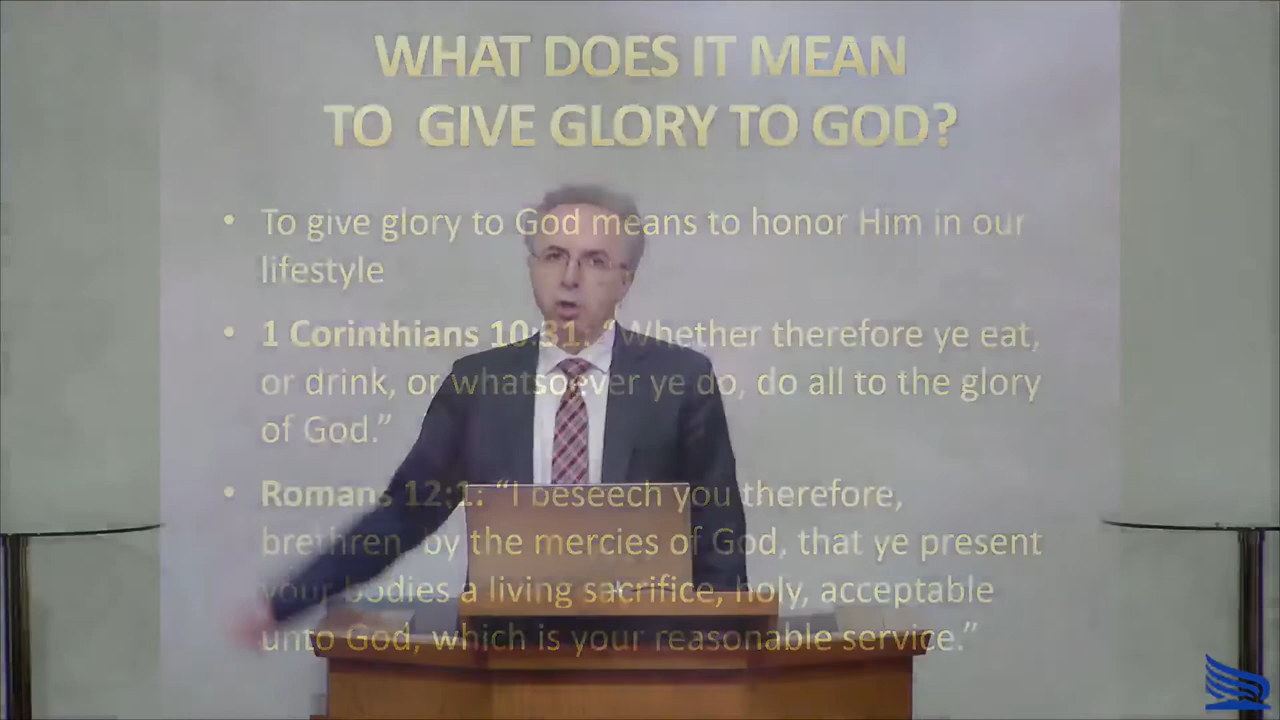 WHAT DOES IT MEAN
TO GIVE GLORY TO GOD?
• To give glory to God means to honor Him in our
lifestyle
• 1 Corinthians 10:31: “Whether therefore ye eat,
or drink, or whatsoever ye do, do all to the glory
of God.”
• Romans 12:1: “I beseech you therefore,
brethren, by the mercies of God, that ye present
your bodies a living sacrifice, holy, acceptable
unto God, which is your reasonable service.”